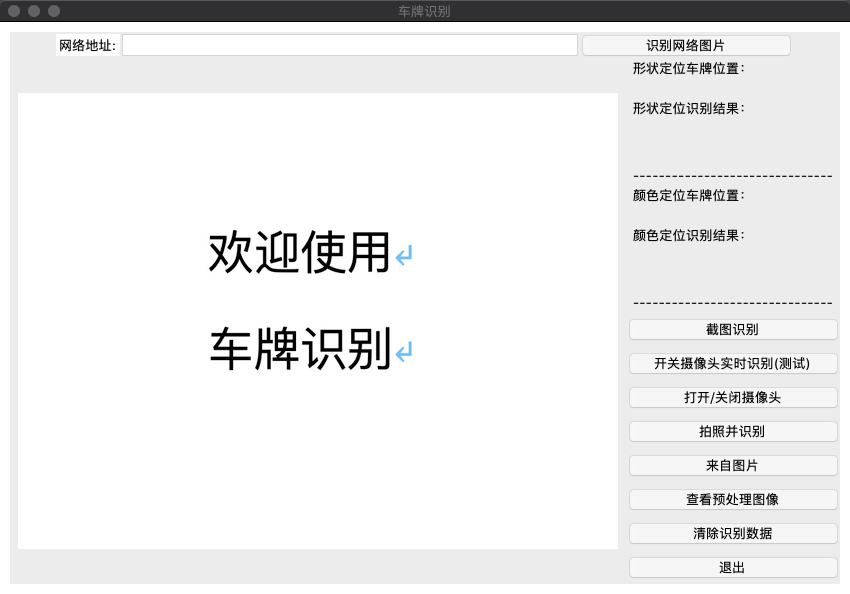 车牌识别
网络地址:
识别网络图片
形状定位车牌位置：
形状定位识别结果：
-------------------------------
颜色定位车牌位置：
颜色定位识别结果：
-------------------------------
欢迎使用↵
车牌识别↵
截图识别
开关摄像头实时识别(测试)
打开/关闭摄像头
拍照并识别
来自图片
查看预处理图像
清除识别数据
退出